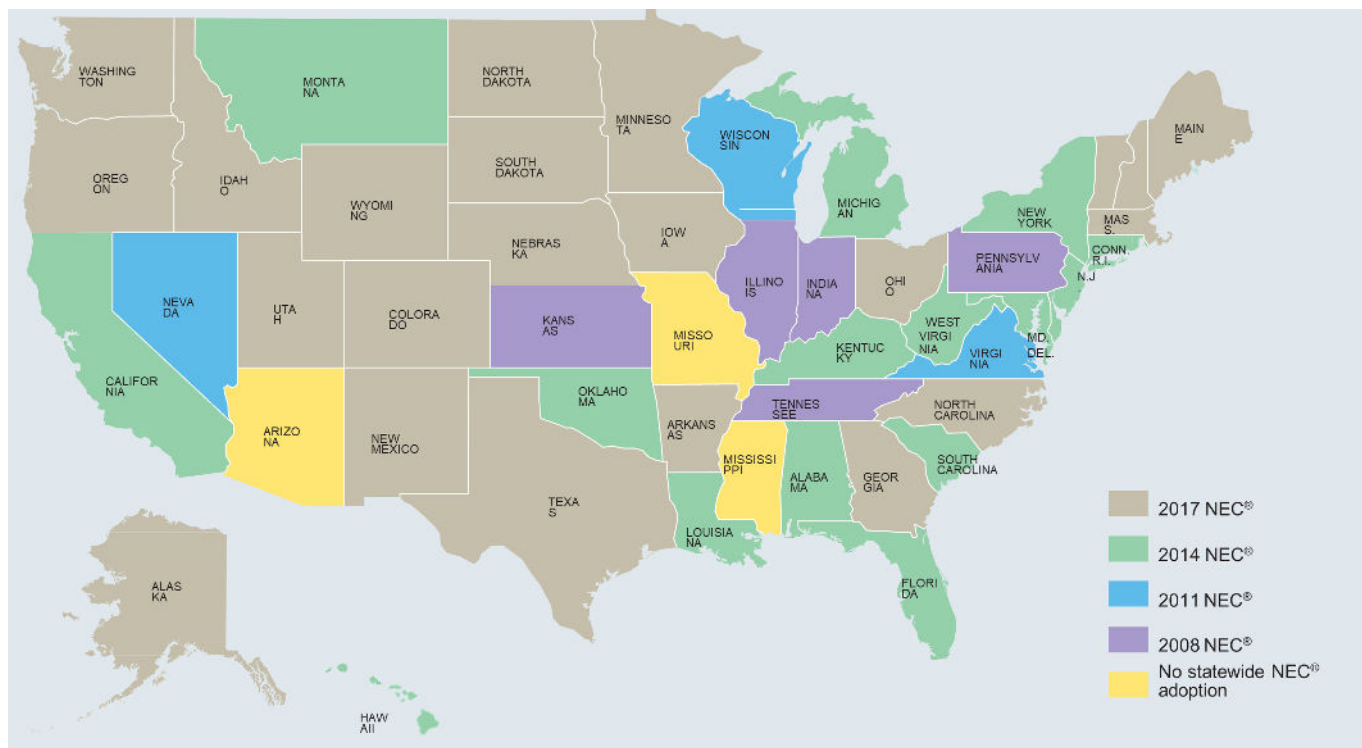 WASHING
TON
MONTA
NA
NORTH
DAKOTA
MINNESO
TA
WISCON
SIN
MAIN
E
OREG
ON
IDAH
O
SOUTH
DAKOTA
WYOMI
NG
MICHIG
AN
NEW
YORK
MAS
S.
CONN.
R.I.
NEBRAS
KA
IOW
A
PENNSYLV
ANIA
N.J
NEVA
DA
UTA
H
COLORA
DO
KANS
AS
MISSO
URI
ILLINO
IS
INDIA
NA
OHI
O
WEST
VIRGI
NIA
MD.
DEL.
VIRGI
NIA
KENTUC
KY
CALIFOR
NIA
OKLAHO
MA
TENNES
SEE
NORTH
CAROLINA
ARIZO
NA
NEW
MEXICO
ARKANS
AS
MISSISSI
PPI
ALABA
MA
GEOR
GIA
SOUTH
CAROLINA
TEXA
S
LOUISIA
NA
FLORI
DA
ALAS
KA
HAW
AII
2017 NEC®
2014 NEC®
2011 NEC®
2008 NEC®
No statewide NEC®
adoption